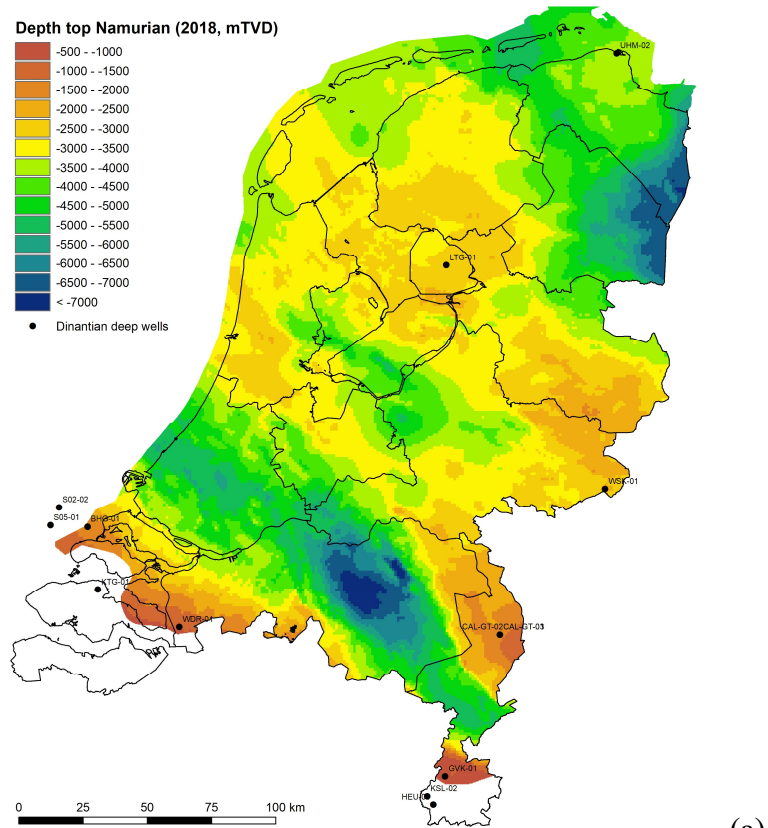 Depth top Namurian (2018, mTVD)
-500 - -1000
-1000 - -1500
-1500 - -2000
-2000 - -2500
-2500 - -3000
-3000 - -3500
-3500 - -4000
-4000 - -4500
-4500 - -5000
-5000 - -5500
-5500 - -6000
-6000 - -6500
-6500 - -7000
< -7000
Dinantian deep wells
UHM-02
LTG-01
WSK-01
S02-02
S05-01
BHG-01
KTG-01
WDR-01
CAL-GT-02CAL-GT-03
GVK-01
KSL-02
0 25 50 75 100 km